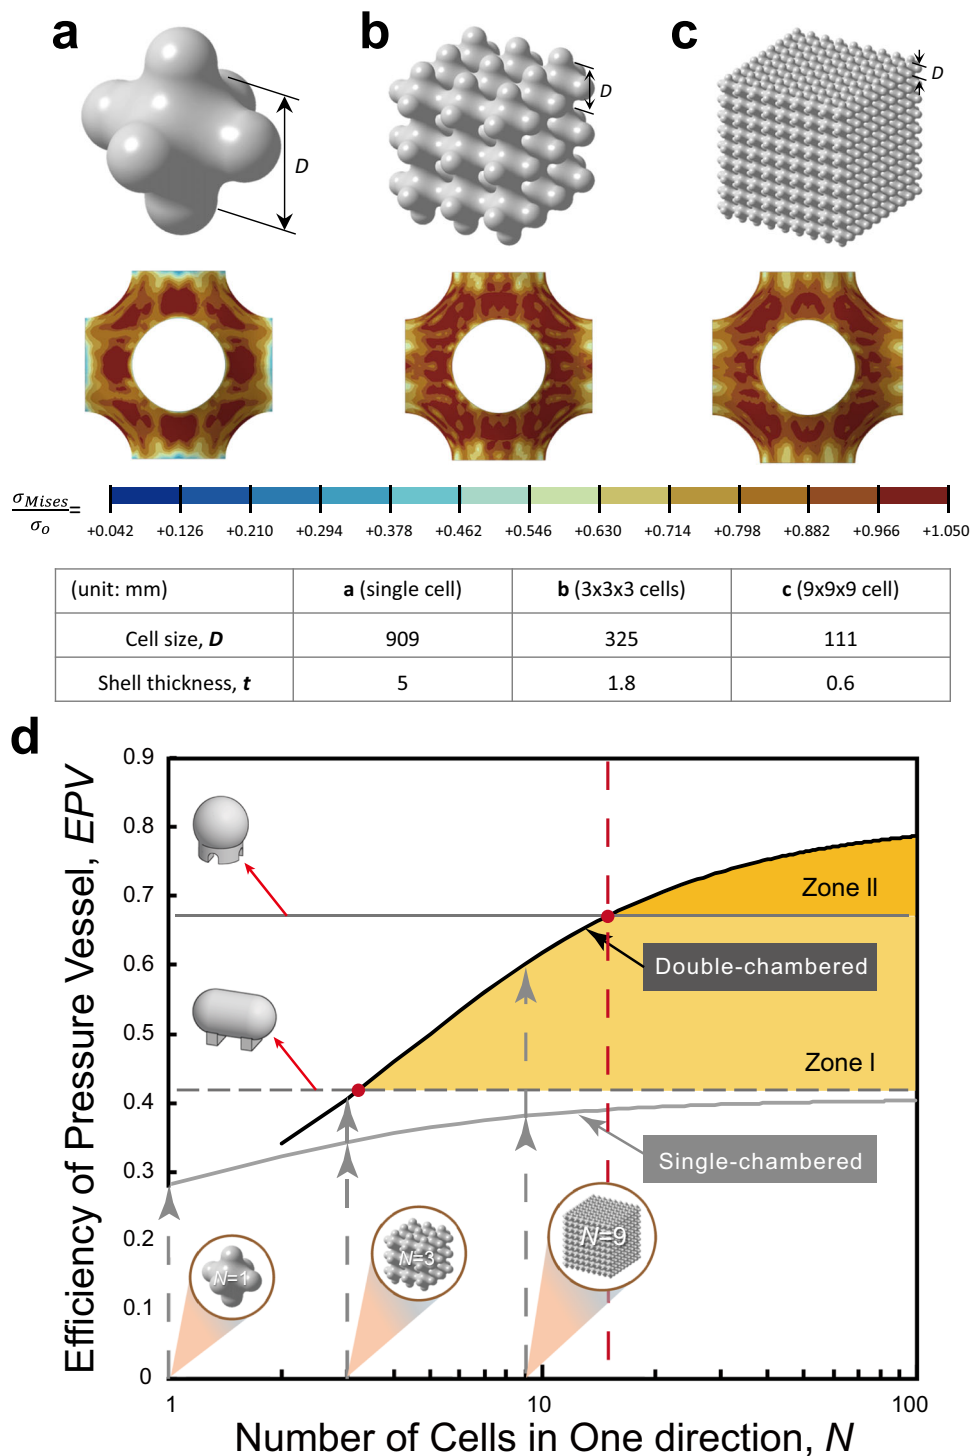 a
b
c
D
D
D
σ_Mises/σ_o =
+0.042 +0.126 +0.210 +0.294 +0.378 +0.462 +0.546 +0.630 +0.714 +0.798 +0.882 +0.966 +1.050
(unit: mm) a (single cell) b (3x3x3 cells) c (9x9x9 cell)
Cell size, D 909 325 111
Shell thickness, t 5 1.8 0.6
d
Efficiency of Pressure Vessel, EPV
0.9
0.8
0.7
0.6
0.5
0.4
0.3
0.2
0.1
0
Zone II
Double-chambered
Zone I
Single-chambered
N=1
N=3
N=9
1 10 100
Number of Cells in One direction, N